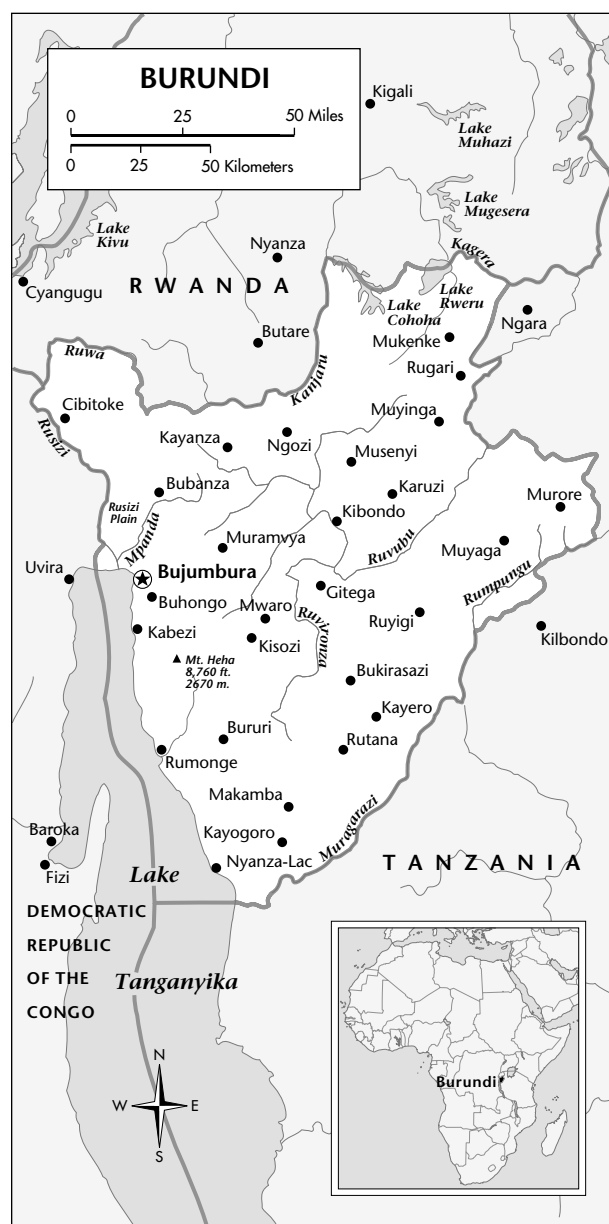 BURUNDI
0 25 50 Miles
0 25 50 Kilometers
Kigali
Lake
Muhazi
Lake
Mugesera
Lake
Kivu
Nyanza
Kagera
Cyangugu
RWANDA
Lake
Rweru
Lake
Cohoha
Ngara
Butare
Mukenke
Ruwa
Kanjaru
Rugari
Cibitoke
Rusizi
Muyinga
Kayanza
Ngozi
Musenyi
Bubanza
Karuzi
Murore
Rusizi
Plain
Mpanda
Kibondo
Muramvya
Ruvubu
Muyaga
Uvira
Bujumbura
Gitega
Rumpungu
Buhongo
Mwaro
Ruvironza
Ruyigi
Kabezi
Kisozi
Kilbondo
Mt. Heha
8,760 ft.
2670 m.
Bukirasazi
Kayero
Bururi
Rutana
Rumonge
Makamba
Muragarazi
Baroka
Kayogoro
Fizi
Nyanza-Lac
TANZANIA
Lake
Tanganyika
DEMOCRATIC
REPUBLIC
OF THE
CONGO
N
W E
S
Burundi